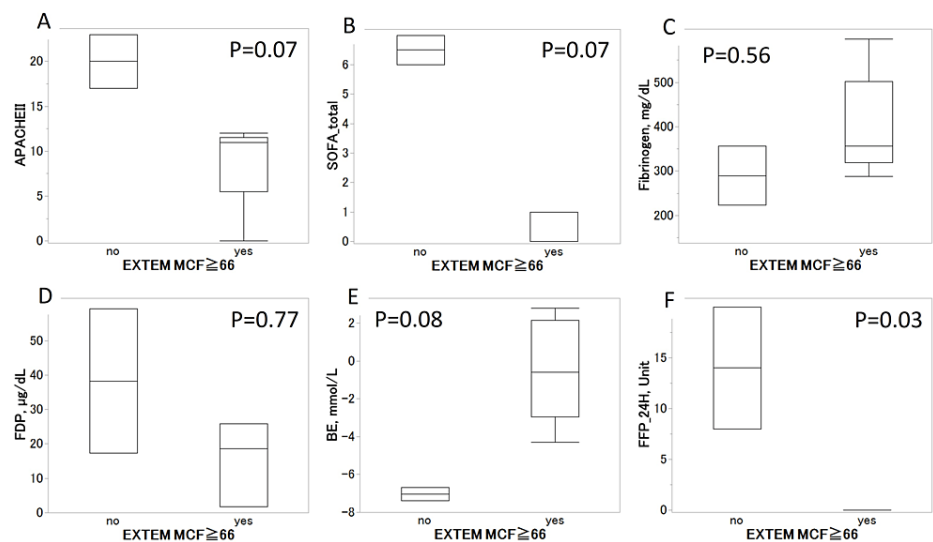 A
P=0.07
APACHEII
20
15
10
5
0
no
yes
EXTEM MCF≧66
B
P=0.07
SOFA_total
6
5
4
3
2
1
0
no
yes
EXTEM MCF≧66
C
P=0.56
Fibrinogen, mg/dL
500
400
300
200
no
yes
EXTEM MCF≧66
D
P=0.77
FDP, μg/dL
50
40
30
20
10
0
no
yes
EXTEM MCF≧66
E
P=0.08
BE, mmol/L
2
0
−2
−4
−6
−8
no
yes
EXTEM MCF≧66
F
P=0.03
FFP_24H, Unit
15
10
5
0
no
yes
EXTEM MCF≧66